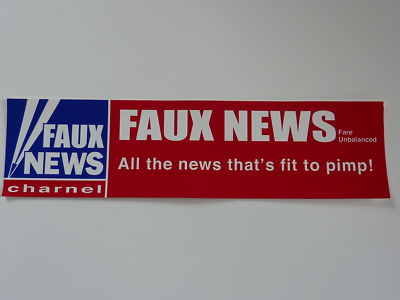 FAUX
NEWS
charnel
FAUX NEWS
Fare
Unbalanced
All the news that's fit to pimp!